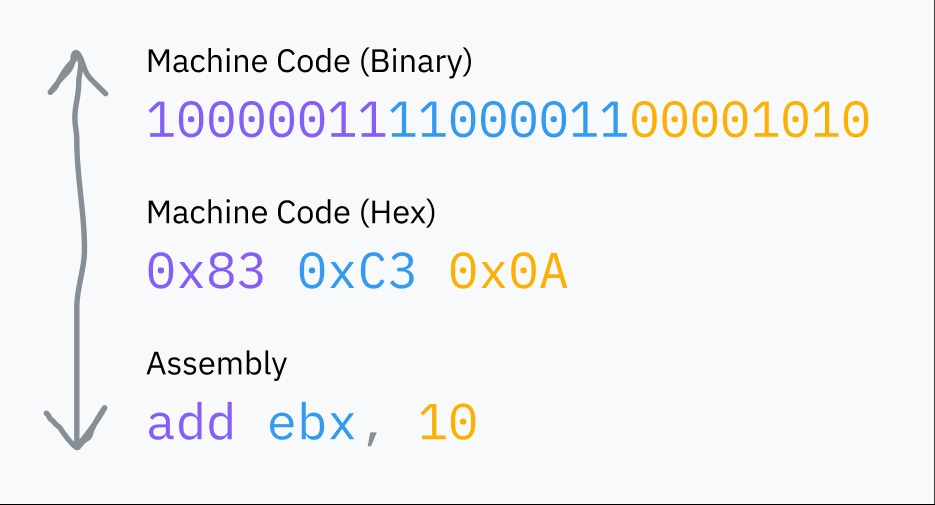 Machine Code (Binary)
100000111100001100001010
Machine Code (Hex)
0x83 0xC3 0x0A
Assembly
add ebx, 10